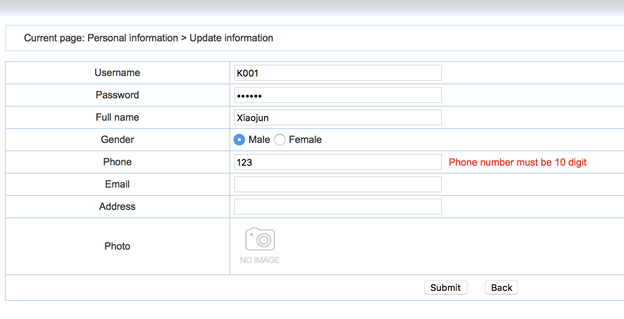 Current page: Personal information > Update information
Username K001
Password ••••••
Full name Xiaojun
Gender Male Female
Phone 123 Phone number must be 10 digit
Email
Address
Photo NO IMAGE
Submit Back